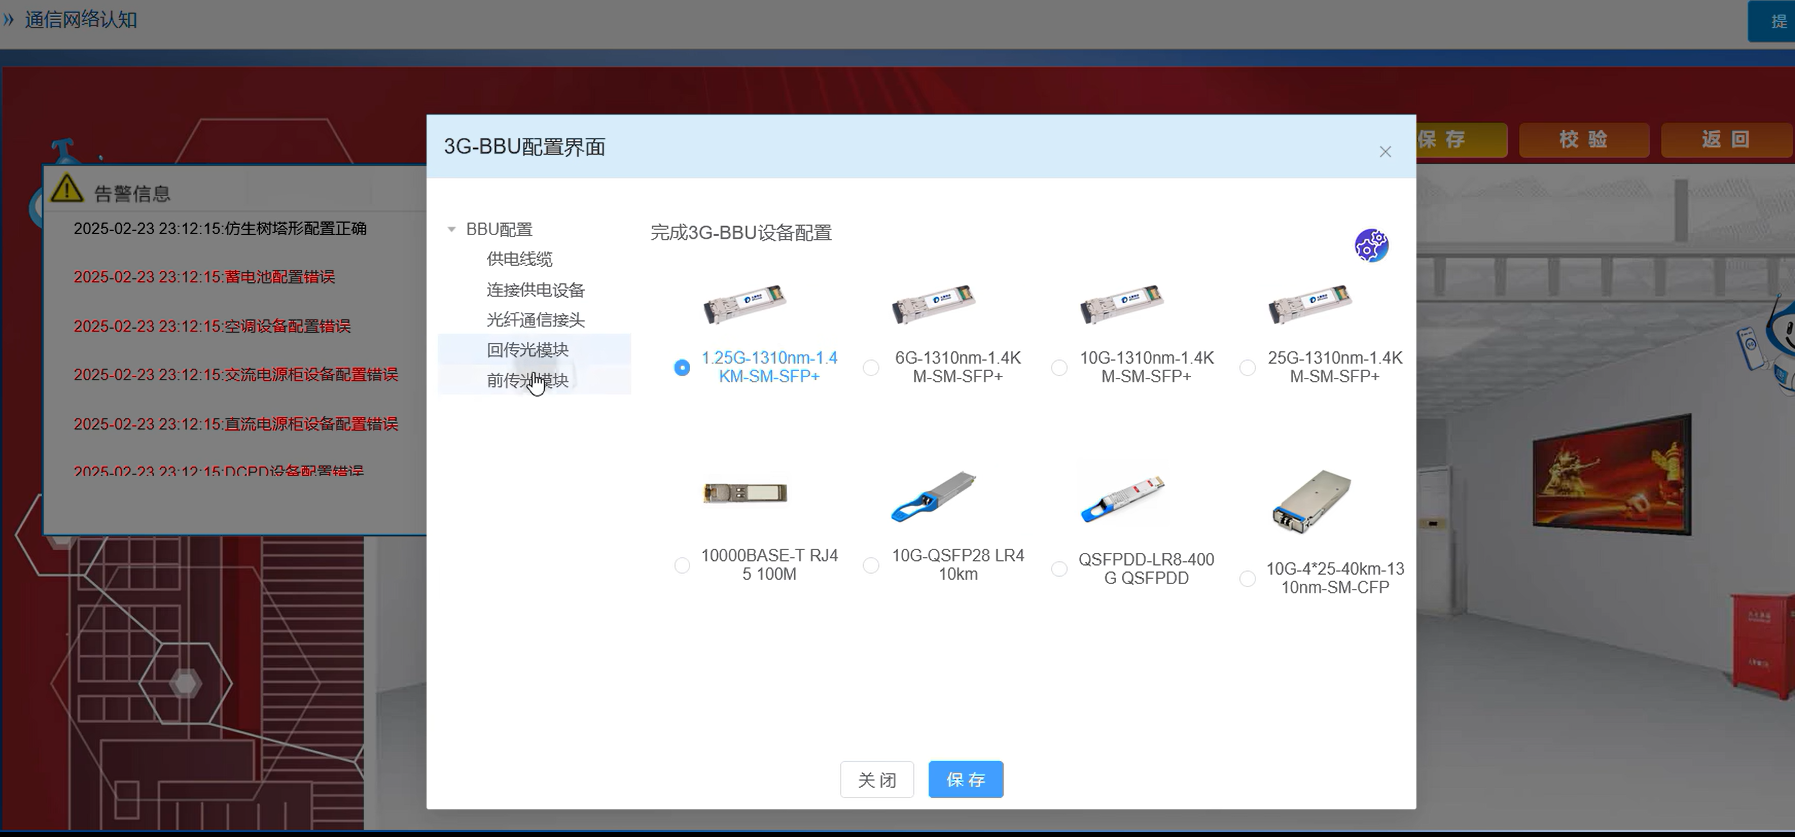 通信网络认知
提
保存
校验
返回
告警信息
2025-02-23 23:12:15:仿生树塔形配置正确
2025-02-23 23:12:15:蓄电池配置错误
2025-02-23 23:12:15:空调设备配置错误
2025-02-23 23:12:15:交流电源柜设备配置错误
2025-02-23 23:12:15:直流电源柜设备配置错误
2025-02-23 23:12:15:DCPD设备配置错误
3G-BBU配置界面
BBU配置
供电线缆
连接供电设备
光纤通信接头
回传光模块
前传光模块
完成3G-BBU设备配置
1.25G-1310nm-1.4
KM-SM-SFP+
6G-1310nm-1.4K
M-SM-SFP+
10G-1310nm-1.4K
M-SM-SFP+
25G-1310nm-1.4K
M-SM-SFP+
10000BASE-T RJ4
5 100M
10G-QSFP28 LR4
10km
QSFPDD-LR8-400
G QSFPDD
10G-4*25-40km-13
10nm-SM-CFP
关闭
保存